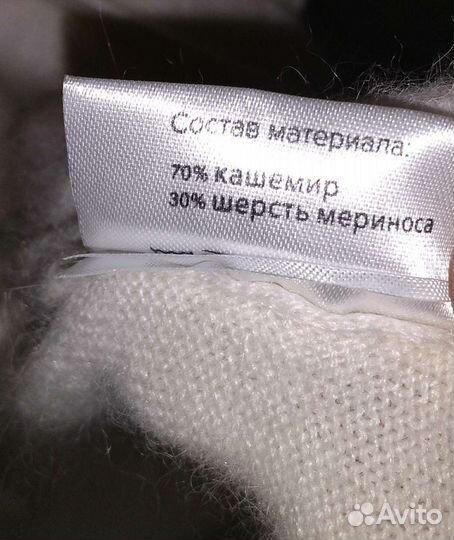 Состав материала:
70% кашемир
30% шерсть мериноса
Avito